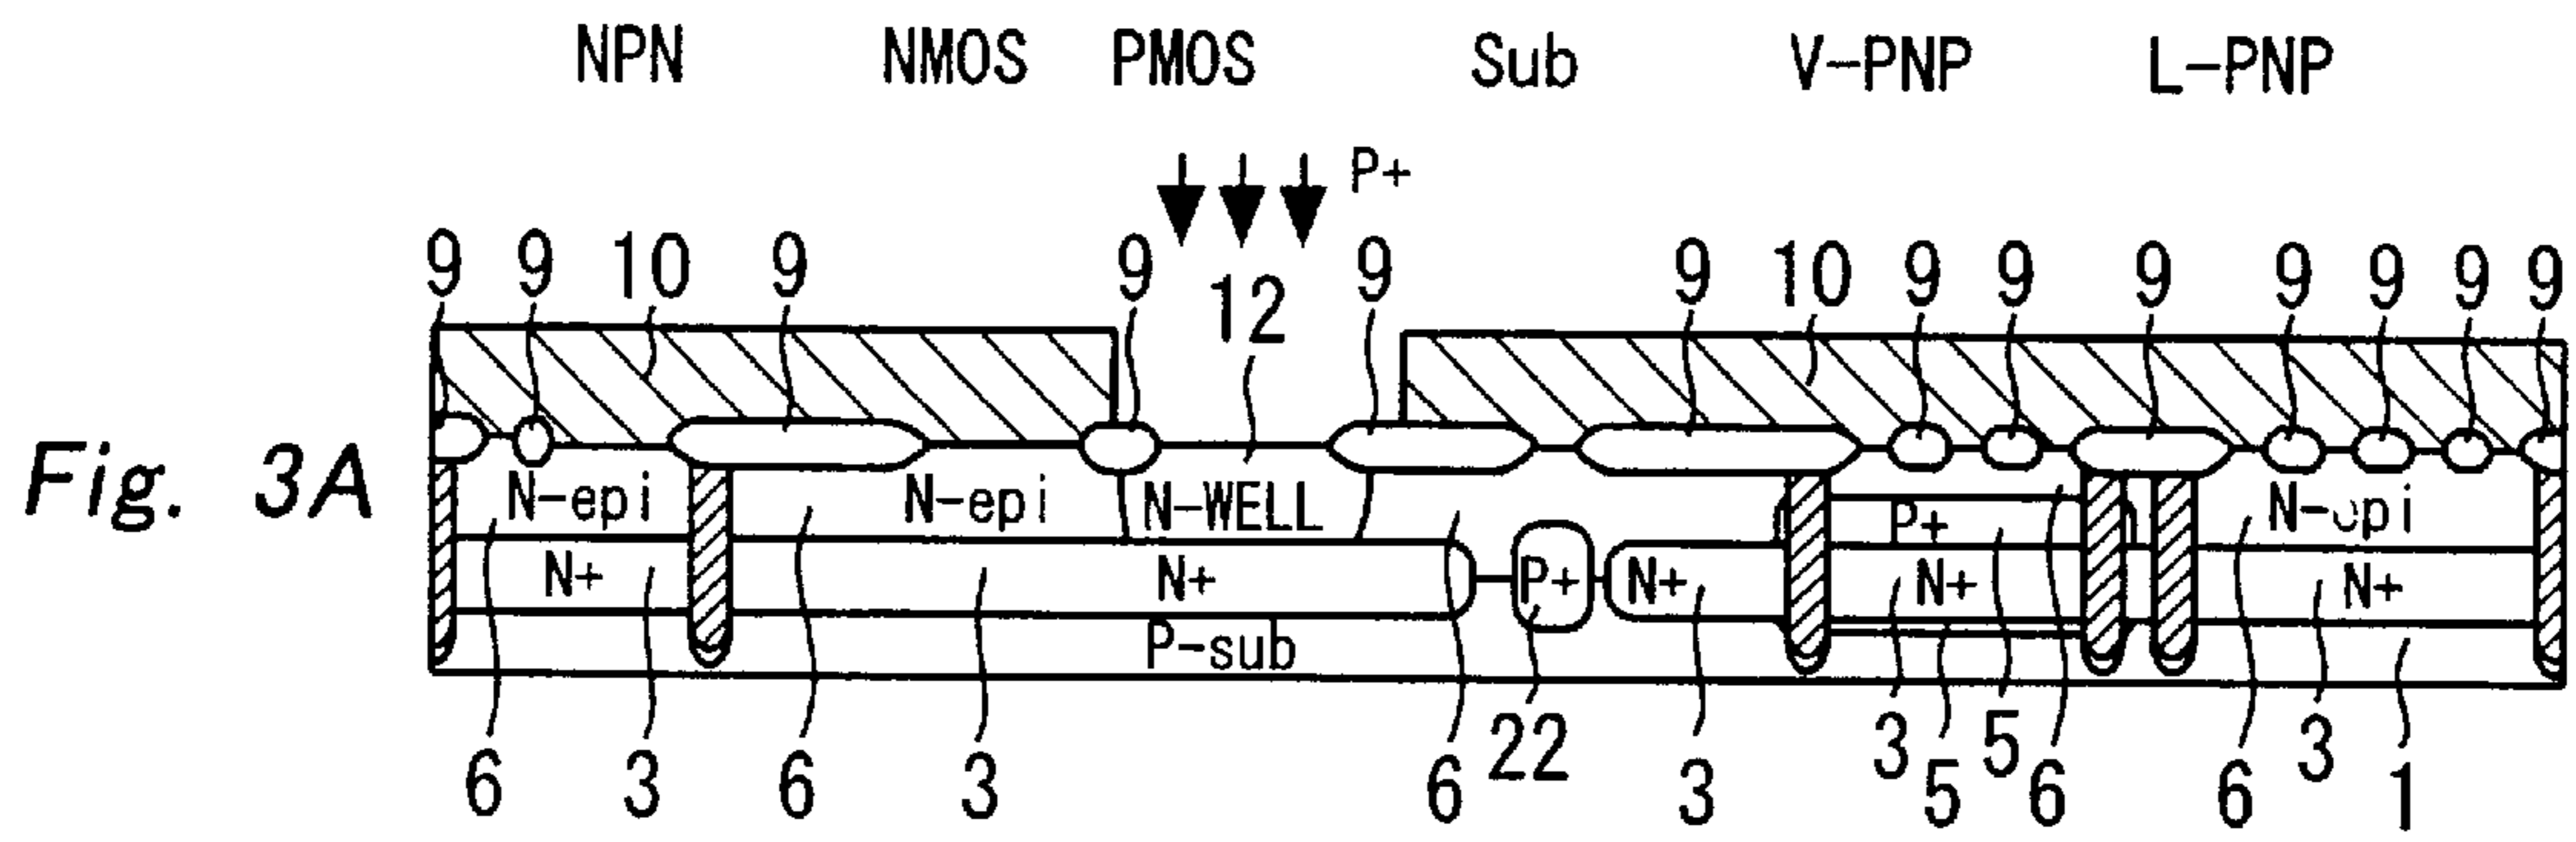 NPN NMOS PMOS Sub V-PNP L-PNP
P+
9 9 10 9 9 12 9 9 10 9 9 9 9 9 9 9
Fig. 3A
N-epi N-epi N-WELL P+ N-epi
N+ N+ P+ N+ N+ N+
P-sub
6 3 6 3 6 22 3 3 5 5 6 6 3 1